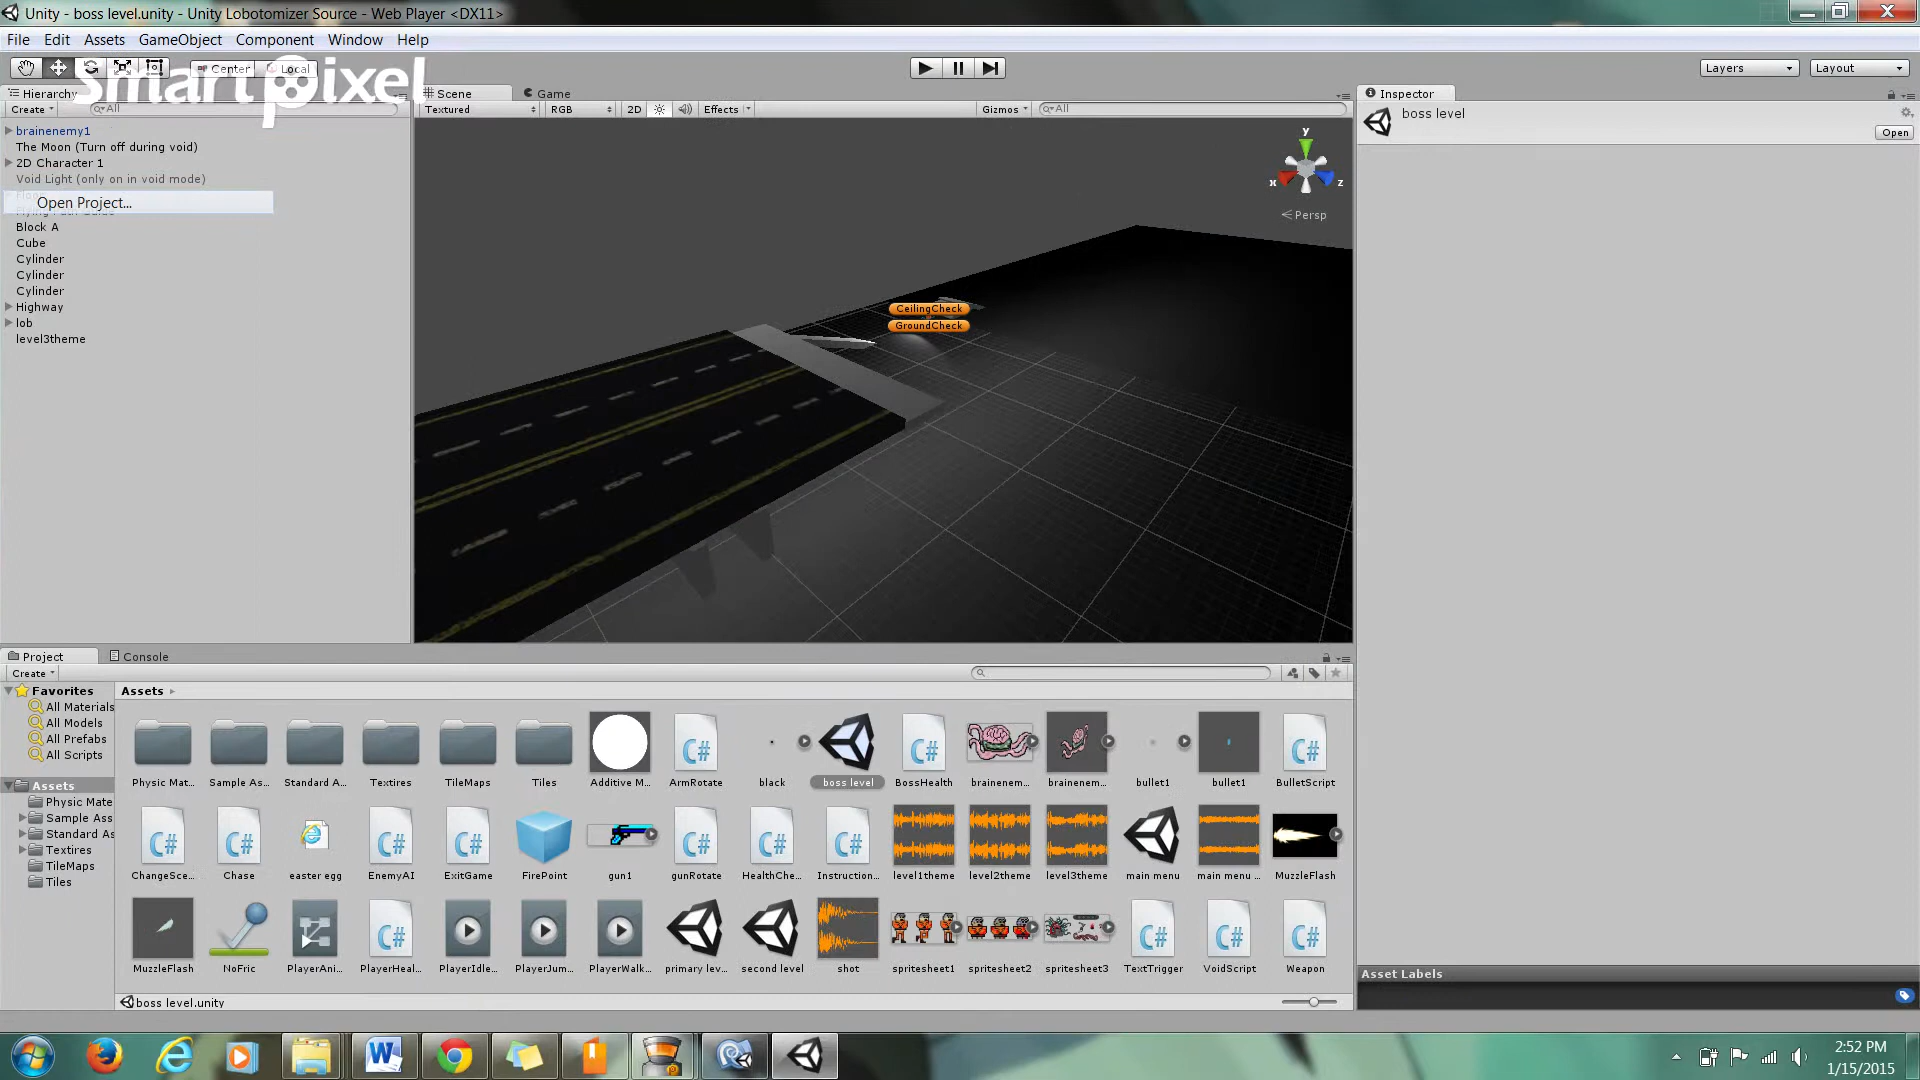 Unity - boss level.unity - Unity Lobotomizer Source - Web Player <DX11>
File Edit Assets GameObject Component Window Help
smartpixel
Center Local
Layers Layout
Hierarchy Scene Game Inspector
Create All Textured RGB 2D Effects Gizmos All
boss level
Open
brainenemy1
The Moon (Turn off during void)
2D Character 1
Void Light (only on in void mode)
Open Project...
Block A
Cube
Cylinder
Cylinder
Cylinder
Highway
lob
level3theme
y
x z
Persp
CeilingCheck
GroundCheck
Project Console
Create
Favorites
All Materials
All Models
All Prefabs
All Scripts
Assets
Physic Mate
Sample Ass
Standard As
Textires
TileMaps
Tiles
Assets
Physic Mat... Sample As... Standard A... Textires TileMaps Tiles Additive M... ArmRotate black boss level BossHealth brainenem... brainenem... bullet1 bullet1 BulletScript
ChangeSce... Chase easter egg EnemyAI ExitGame FirePoint gun1 gunRotate HealthChe... Instruction... level1theme level2theme level3theme main menu main menu ... MuzzleFlash
MuzzleFlash NoFric PlayerAni... PlayerHeal... PlayerIdle... PlayerJum... PlayerWalk... primary lev... second level shot spritesheet1 spritesheet2 spritesheet3 TextTrigger VoidScript Weapon
boss level.unity
Asset Labels
2:52 PM
1/15/2015